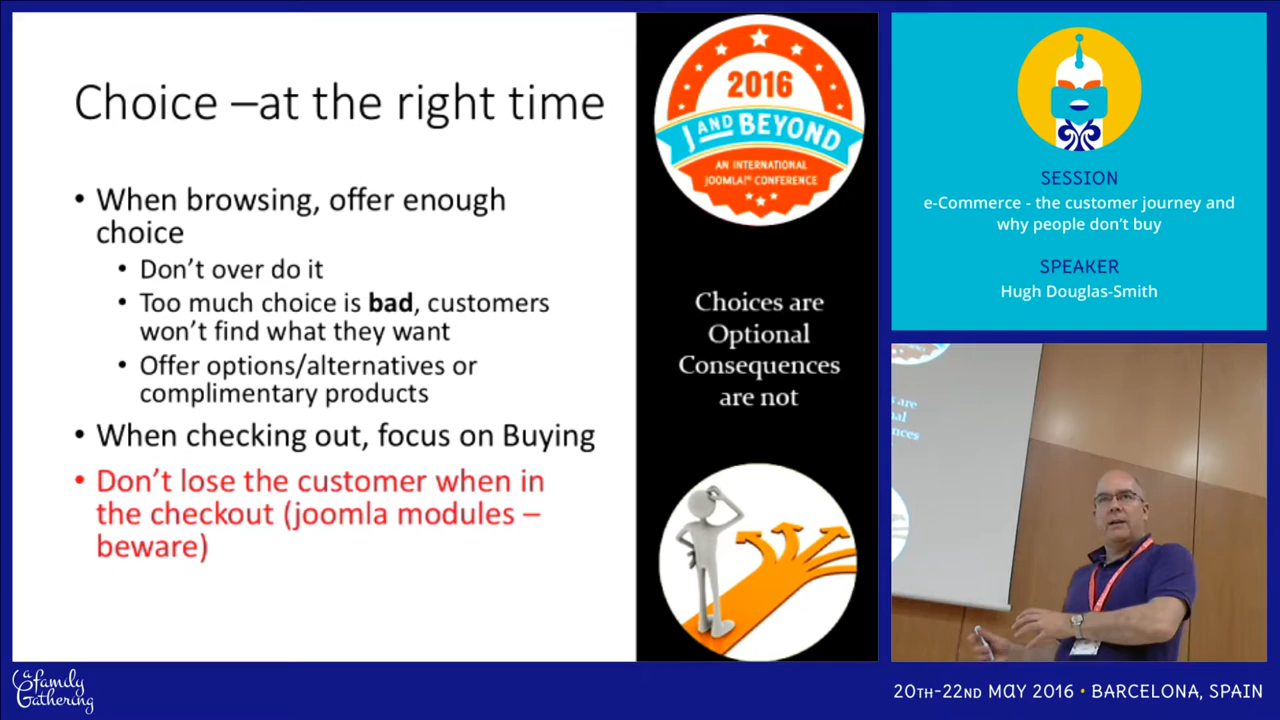 Choice –at the right time
• When browsing, offer enough
choice
• Don't over do it
• Too much choice is bad, customers
won't find what they want
• Offer options/alternatives or
complimentary products
• When checking out, focus on Buying
• Don't lose the customer when in
the checkout (joomla modules –
beware)
2016
J AND BEYOND
AN INTERNATIONAL
JOOMLA! CONFERENCE
Choices are
Optional
Consequences
are not
SESSION
e-Commerce - the customer journey and
why people don't buy
SPEAKER
Hugh Douglas-Smith
a family
Gathering
20TH-22ND MAY 2016 • BARCELONA, SPAIN